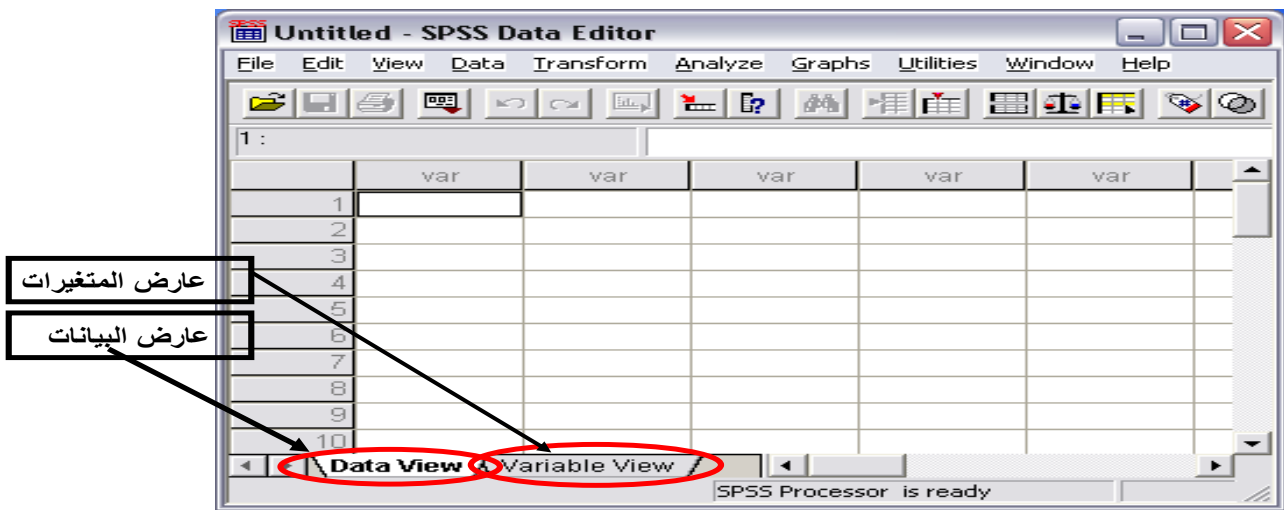 SPSS
Untitled - SPSS Data Editor
File Edit View Data Transform Analyze Graphs Utilities Window Help
1 :
var var var var var
1
2
3
عارض المتغيرات
4
5
عارض البيانات
6
7
8
9
10
Data View Variable View
SPSS Processor is ready